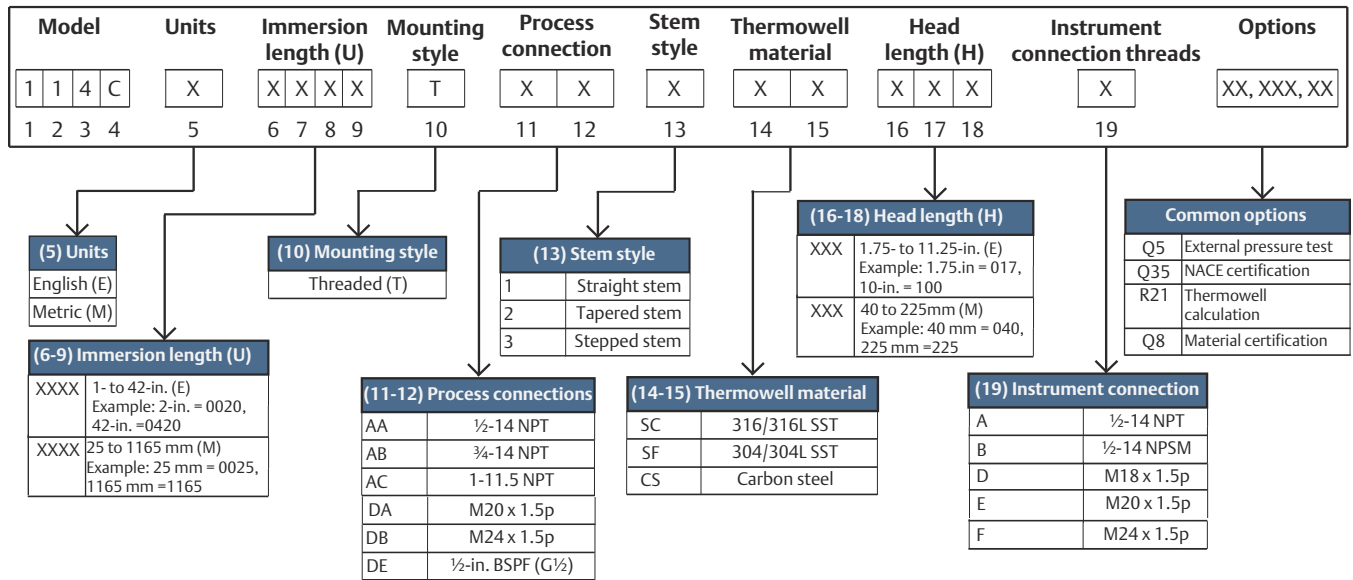 Model Units Immersion length (U) Mounting style Process connection Stem style Thermowell material Head length (H) Instrument connection threads Options
1 1 4 C X X X X X T X X X X X X X X X XX, XXX, XX
1 2 3 4 5 6 7 8 9 10 11 12 13 14 15 16 17 18 19
(5) Units
English (E)
Metric (M)
(6-9) Immersion length (U)
XXXX 1- to 42-in. (E)
Example: 2-in. = 0020,
42-in. =0420
XXXX 25 to 1165 mm (M)
Example: 25 mm = 0025,
1165 mm =1165
(10) Mounting style
Threaded (T)
(11-12) Process connections
AA ½-14 NPT
AB ¾-14 NPT
AC 1-11.5 NPT
DA M20 x 1.5p
DB M24 x 1.5p
DE ½-in. BSPF (G½)
(13) Stem style
1 Straight stem
2 Tapered stem
3 Stepped stem
(14-15) Thermowell material
SC 316/316L SST
SF 304/304L SST
CS Carbon steel
(16-18) Head length (H)
XXX 1.75- to 11.25-in. (E)
Example: 1.75.in = 017,
10-in. = 100
XXX 40 to 225mm (M)
Example: 40 mm = 040,
225 mm =225
(19) Instrument connection
A ½-14 NPT
B ½-14 NPSM
D M18 x 1.5p
E M20 x 1.5p
F M24 x 1.5p
Common options
Q5 External pressure test
Q35 NACE certification
R21 Thermowell
calculation
Q8 Material certification